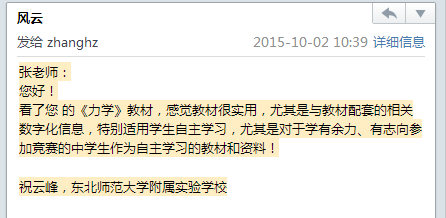 风云
发给 zhanghz 2015-10-02 10:39 详细信息
张老师：
您好！
看了您 的《力学》教材，感觉教材很实用，尤其是与教材配套的相关
数字化信息，特别适用学生自主学习，尤其是对于学有余力、有志向参
加竞赛的中学生作为自主学习的教材和资料！
祝云峰，东北师范大学附属实验学校